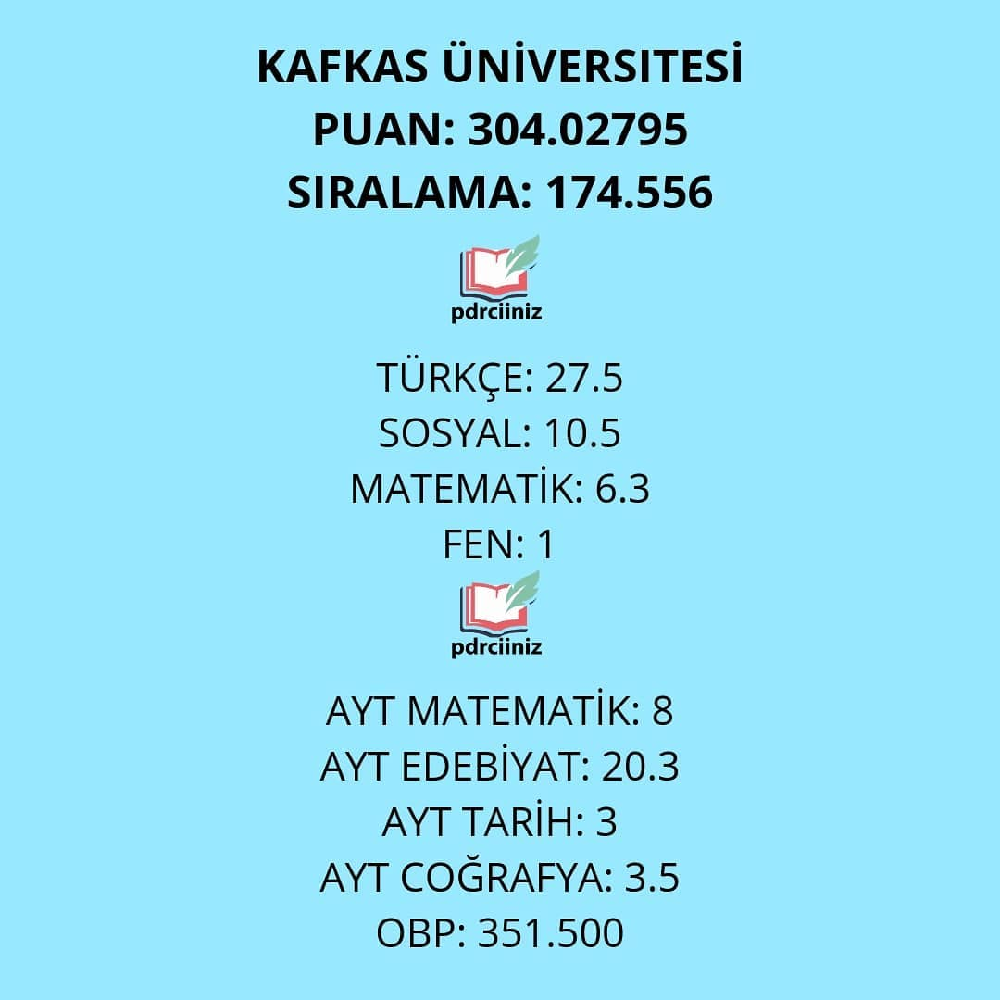 KAFKAS ÜNİVERSITESİ
PUAN: 304.02795
SIRALAMA: 174.556
pdrciiniz
TÜRKÇE: 27.5
SOSYAL: 10.5
MATEMATİK: 6.3
FEN: 1
pdrciiniz
AYT MATEMATİK: 8
AYT EDEBİYAT: 20.3
AYT TARİH: 3
AYT COĞRAFYA: 3.5
OBP: 351.500